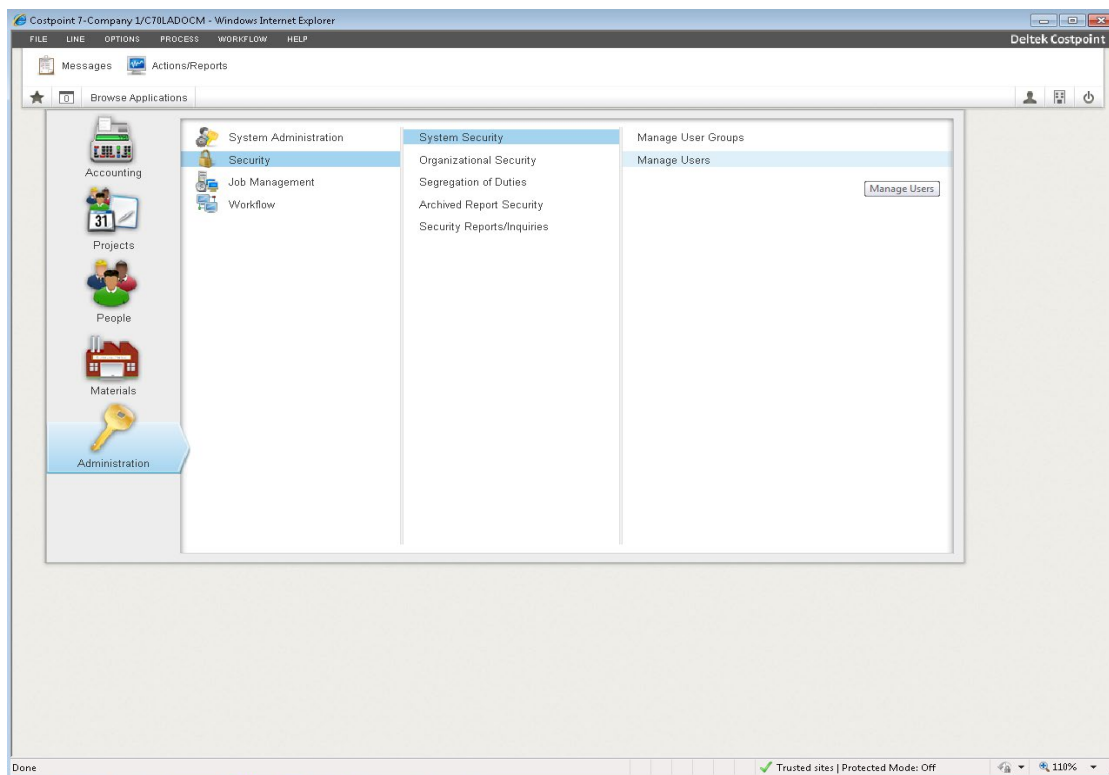 Costpoint 7-Company 1/C70LADOCM - Windows Internet Explorer
FILE LINE OPTIONS PROCESS WORKFLOW HELP Deltek Costpoint
Messages Actions/Reports
0 Browse Applications
Accounting
31
Projects
People
Materials
Administration
System Administration
Security
Job Management
Workflow
System Security
Organizational Security
Segregation of Duties
Archived Report Security
Security Reports/Inquiries
Manage User Groups
Manage Users
Manage Users
Done Trusted sites | Protected Mode: Off 110%